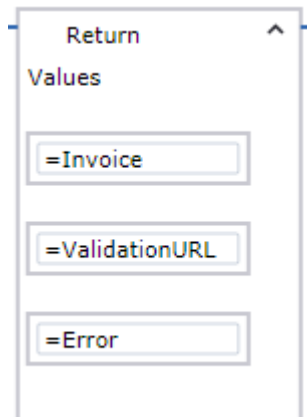 Return
Values
=Invoice
=ValidationURL
=Error